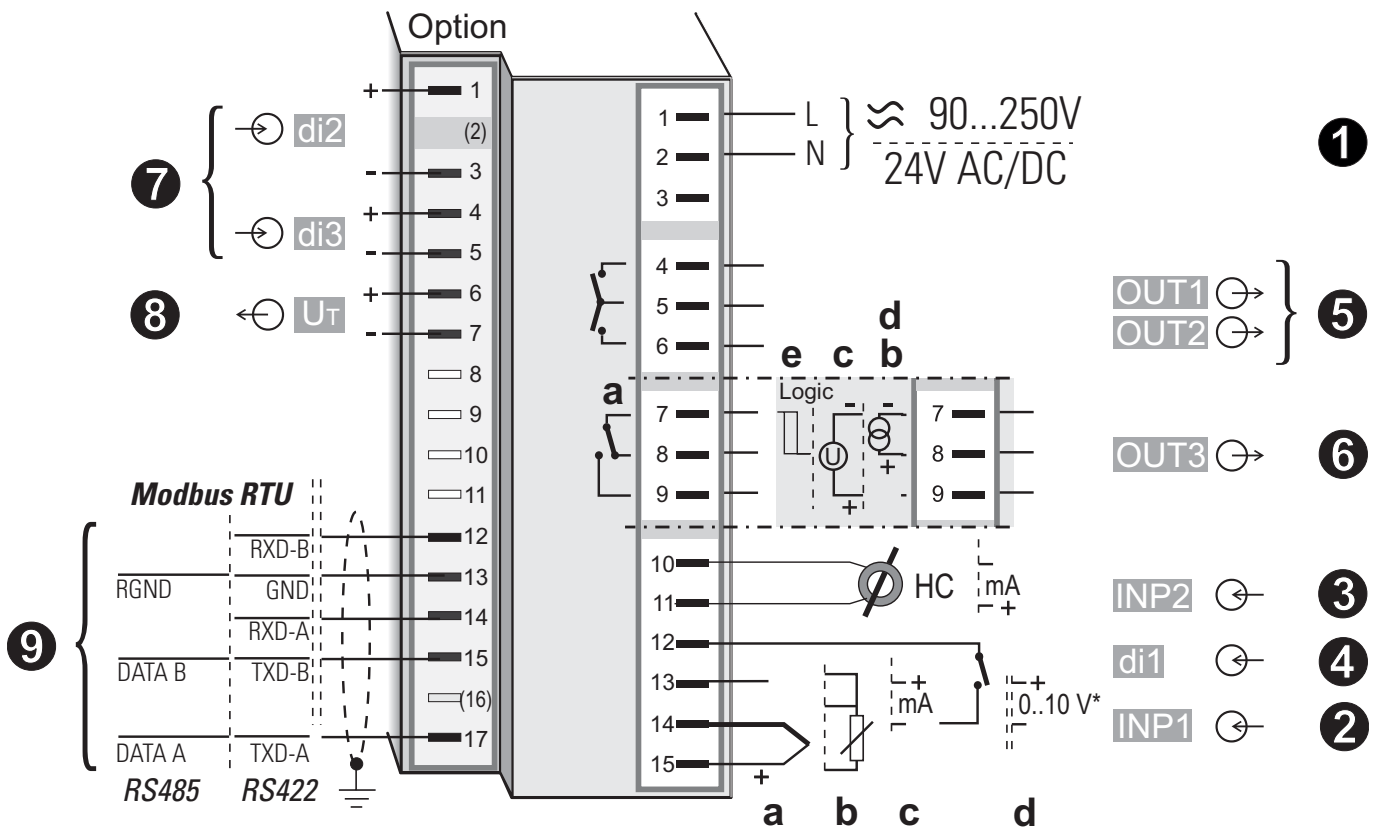 Option
+ 1
(2)
- 3
+ 4
- 5
+ 6
- 7
8
9
10
11
12
13
14
15
(16)
17
7
di2
di3
8
UT
Modbus RTU
9
RXD-B
RGND GND
RXD-A
DATA B TXD-B
DATA A TXD-A
RS485 RS422
1 L
2 N
3
90...250V
24V AC/DC
1
4
5
6
OUT1
OUT2
5
a
7
8
9
e c d b
Logic
- -
U
+ +
-
-
7
8
9
OUT3 6
10
11
HC
-
mA
+
INP2 3
12
13
14
15
+
+
mA
-
+
0..10 V*
-
di1 4
INP1 2
a b c d